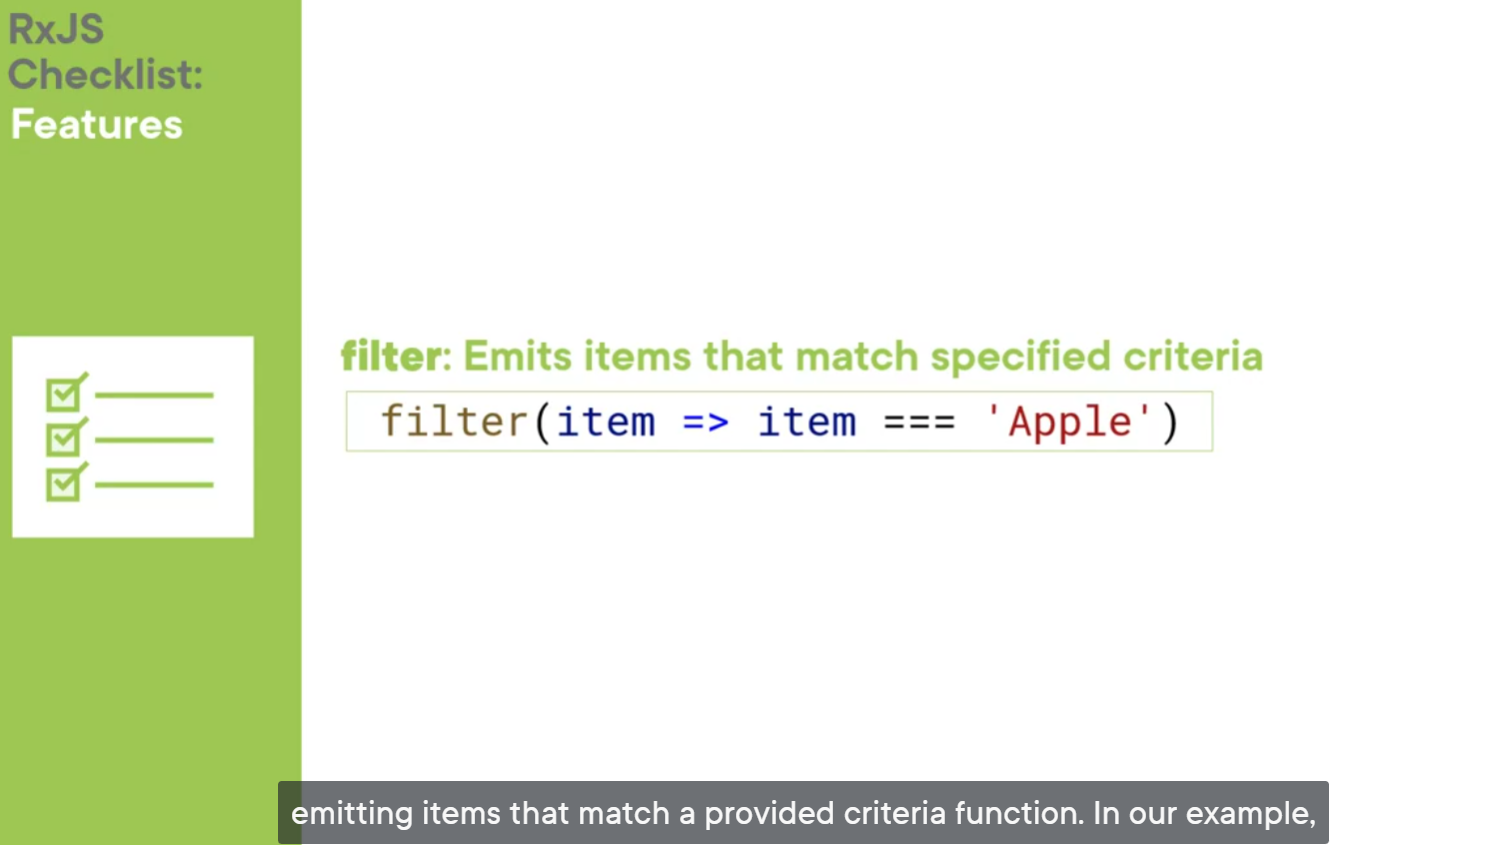 RxJS
Checklist:
Features
filter: Emits items that match specified criteria
filter(item => item === 'Apple')
emitting items that match a provided criteria function. In our example,